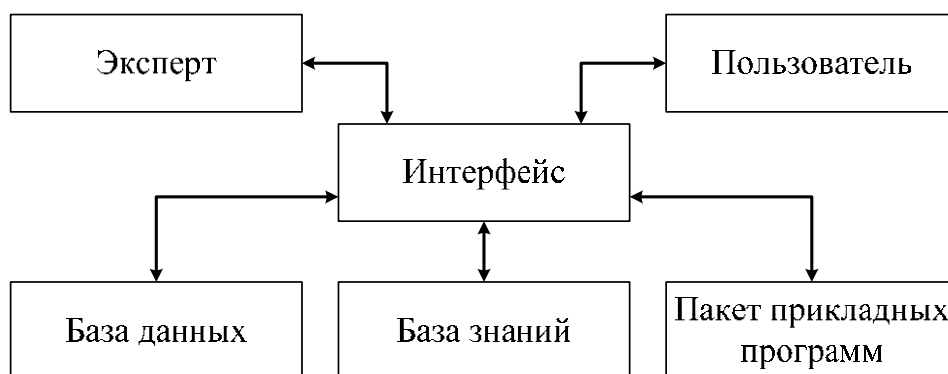 Эксперт
Пользователь
Интерфейс
База данных
База знаний
Пакет прикладных
программ